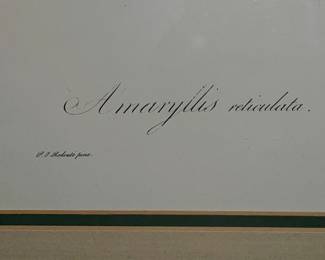 Amaryllis reticulata.
P. J. Redouté pinx.